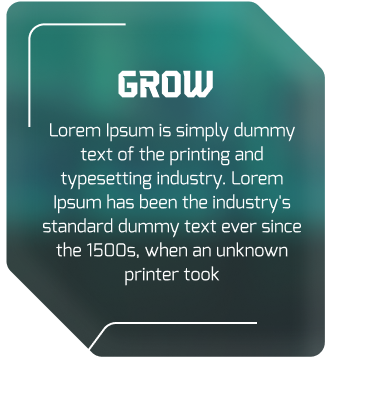 GROW
Lorem Ipsum is simply dummy
text of the printing and
typesetting industry. Lorem
Ipsum has been the industry's
standard dummy text ever since
the 1500s, when an unknown
printer took